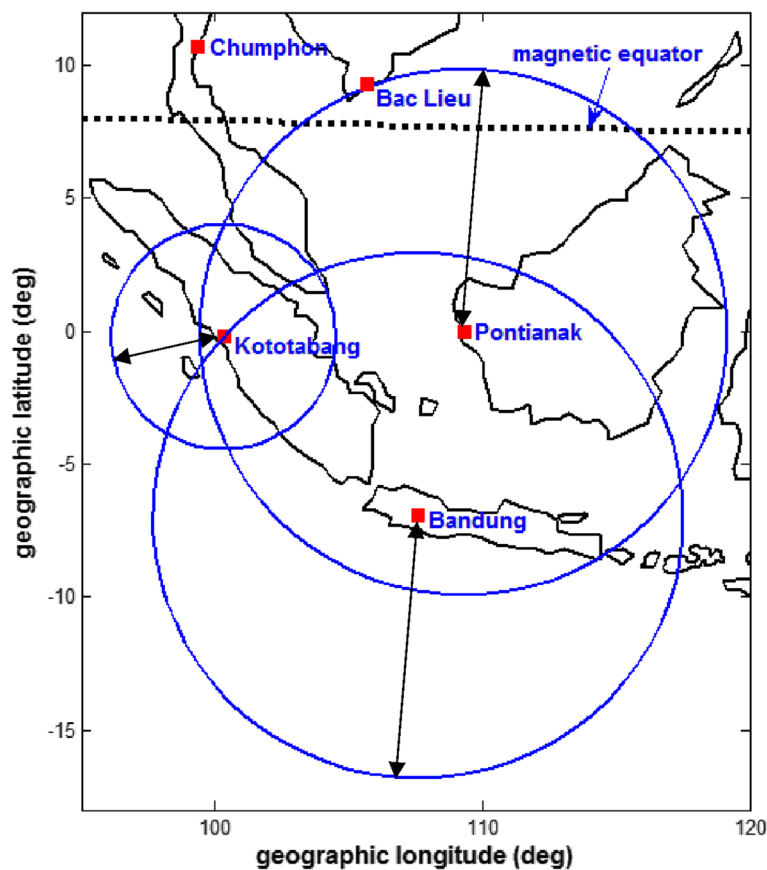 10
5
0
-5
-10
-15
geographic latitude (deg)
Chumphon
magnetic equator
Bac Lieu
Kototabang
Pontianak
Bandung
100
110
120
geographic longitude (deg)